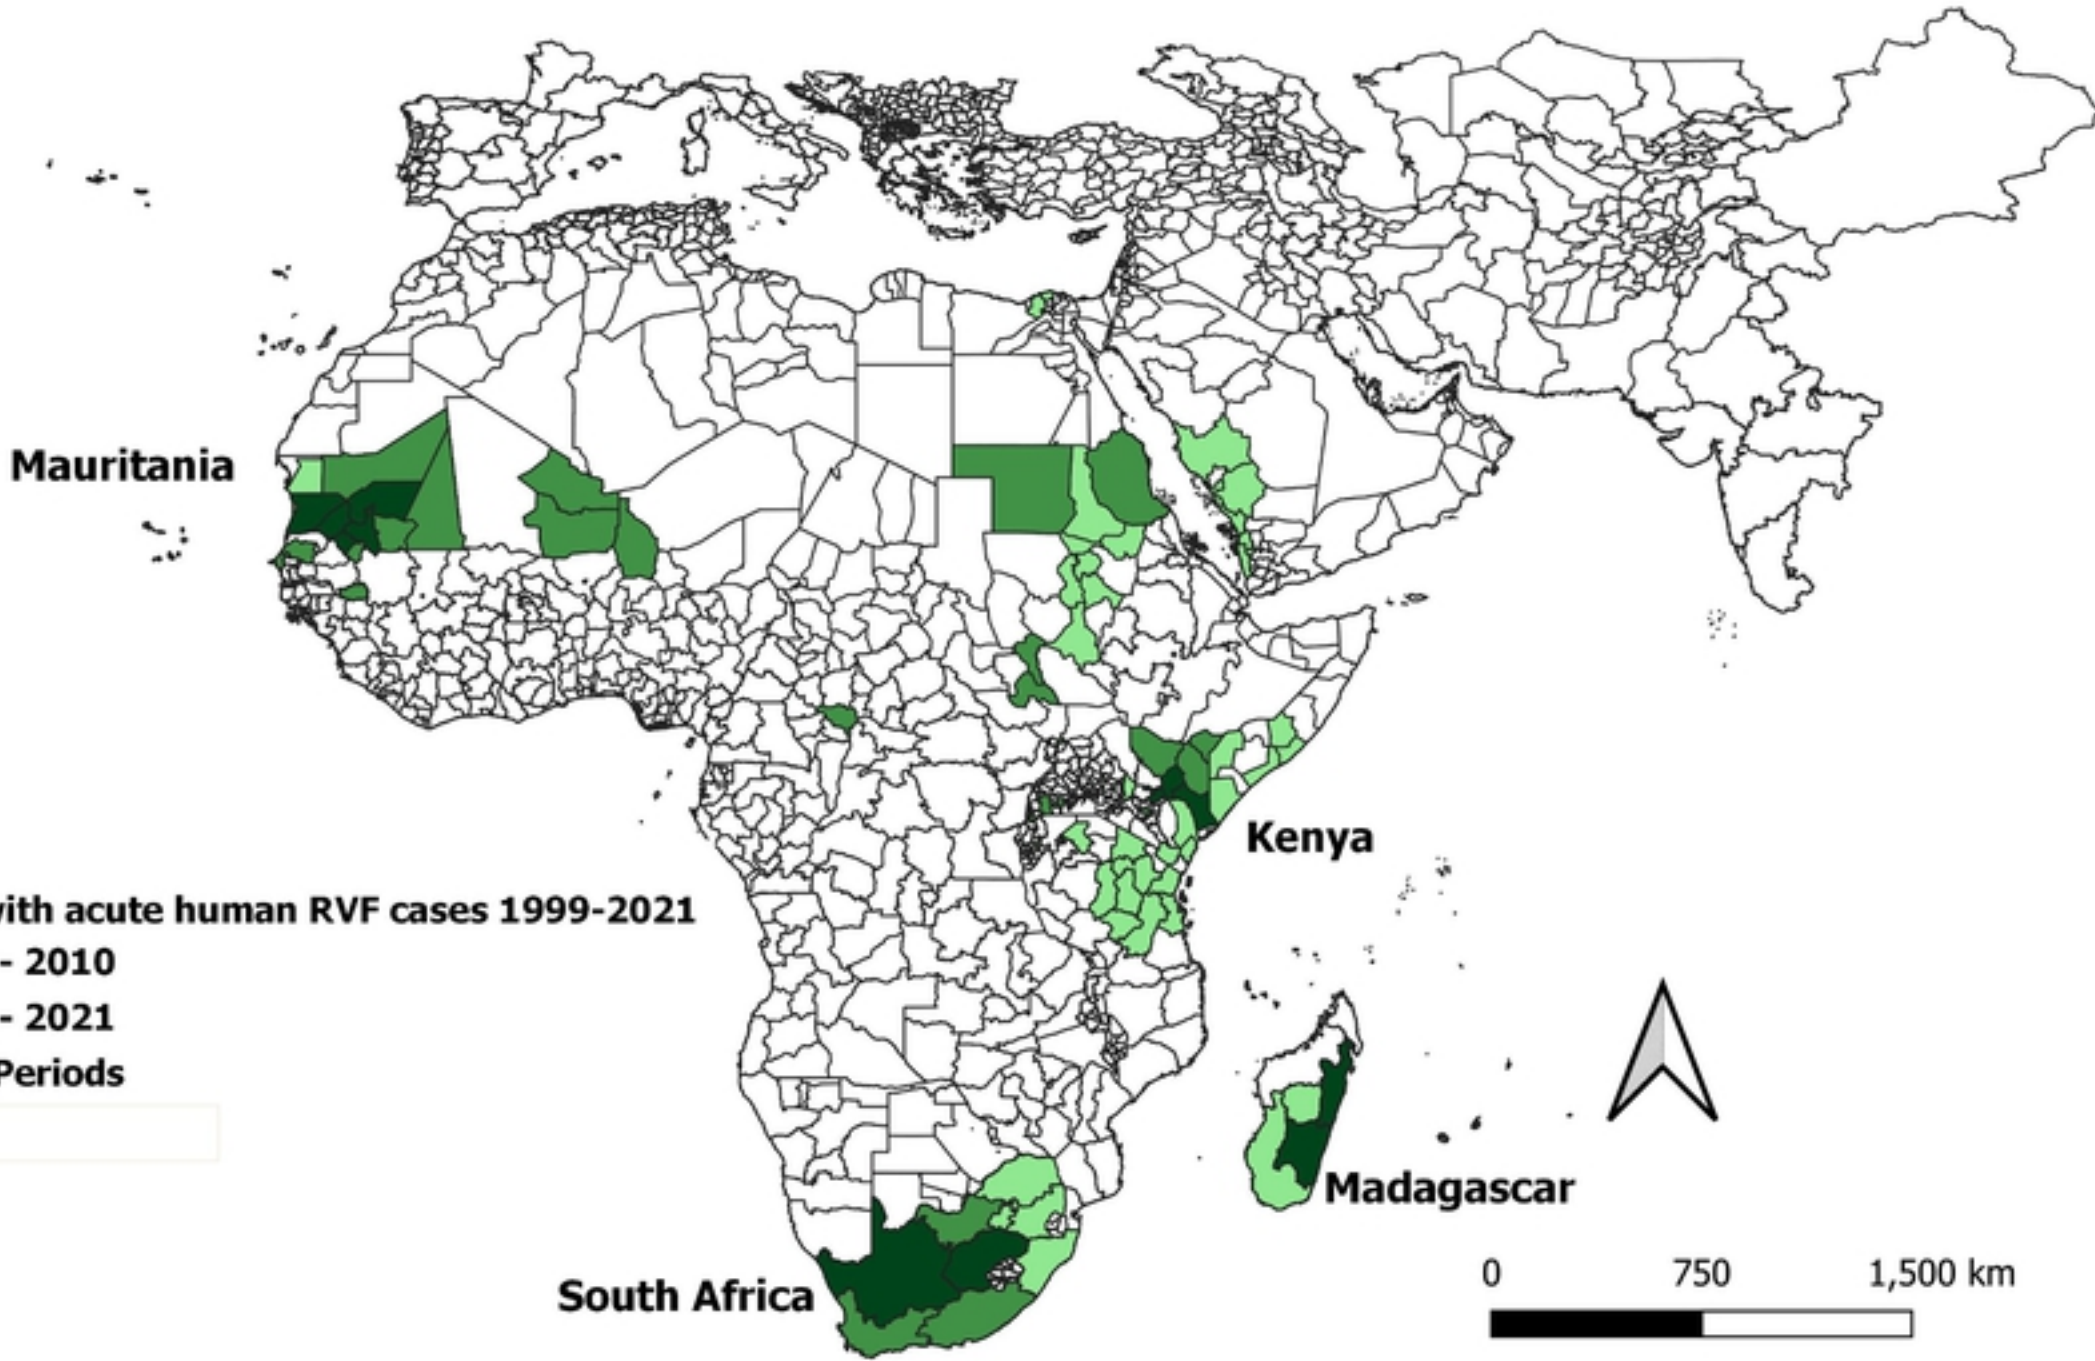 Mauritania
Kenya
with acute human RVF cases 1999-2021
- 2010
- 2021
Periods
Madagascar
South Africa
0 750 1,500 km